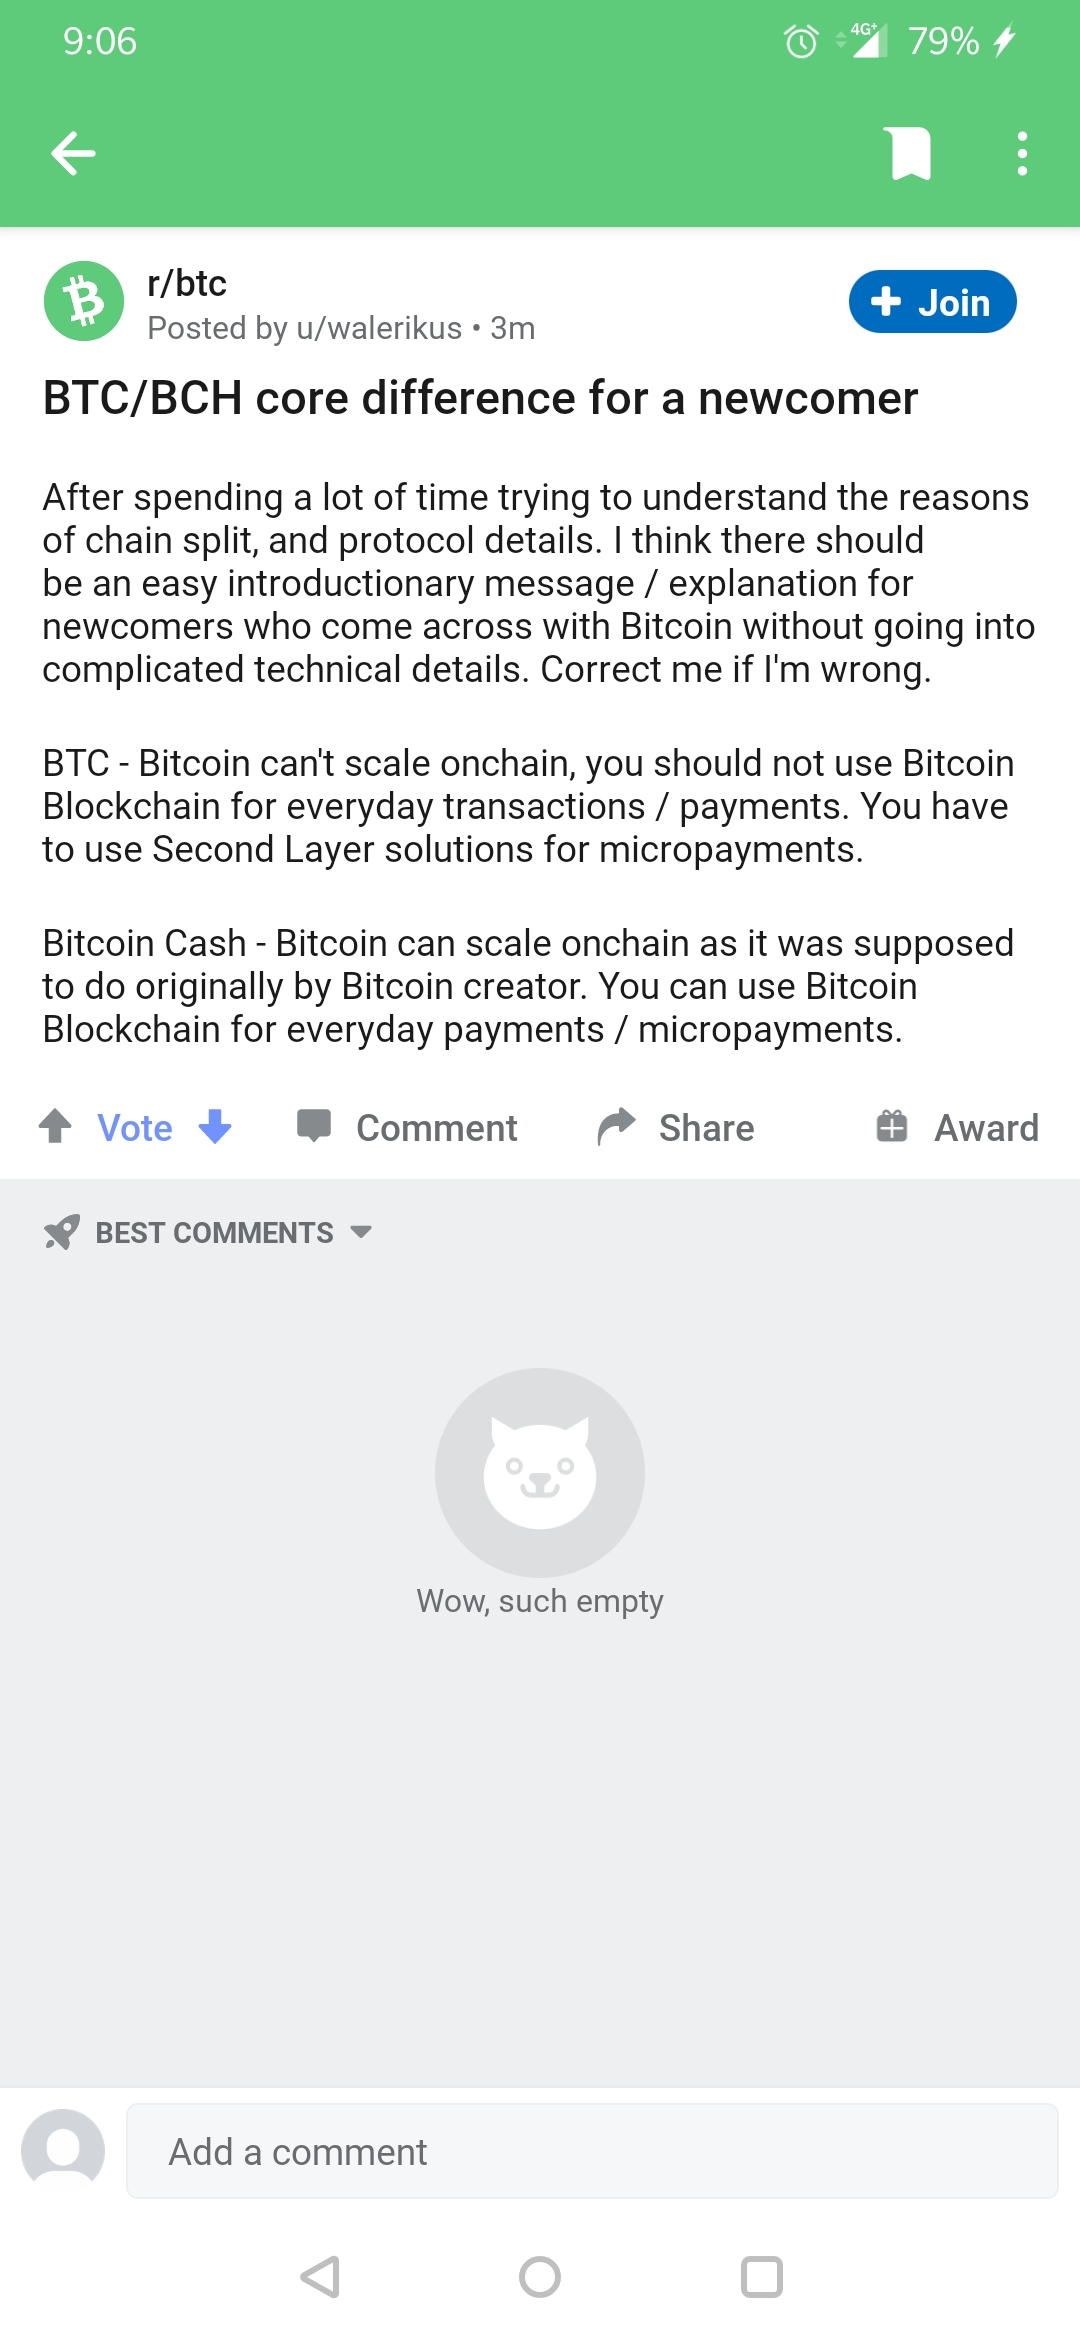 9:06
4G+ 79%
r/btc
Posted by u/walerikus • 3m
Join
BTC/BCH core difference for a newcomer
After spending a lot of time trying to understand the reasons
of chain split, and protocol details. I think there should
be an easy introductionary message / explanation for
newcomers who come across with Bitcoin without going into
complicated technical details. Correct me if I'm wrong.
BTC - Bitcoin can't scale onchain, you should not use Bitcoin
Blockchain for everyday transactions / payments. You have
to use Second Layer solutions for micropayments.
Bitcoin Cash - Bitcoin can scale onchain as it was supposed
to do originally by Bitcoin creator. You can use Bitcoin
Blockchain for everyday payments / micropayments.
Vote Comment Share Award
BEST COMMENTS
Wow, such empty
Add a comment